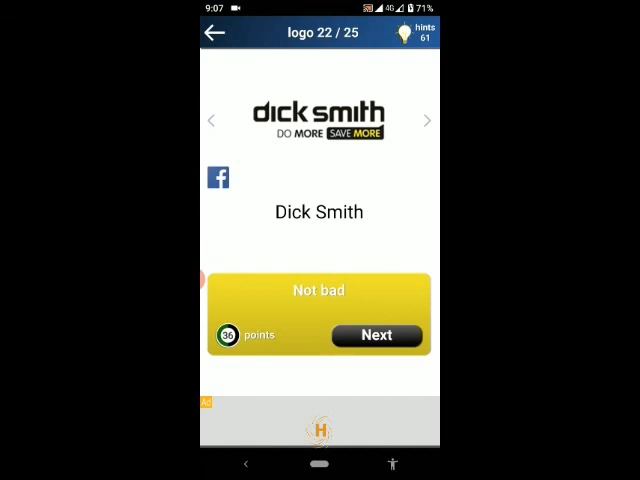 9:07
4G
71%
logo 22 / 25
hints
61
dick smith
DO MORE SAVE MORE
f
Dick Smith
Not bad
36 points
Next
Ad
H